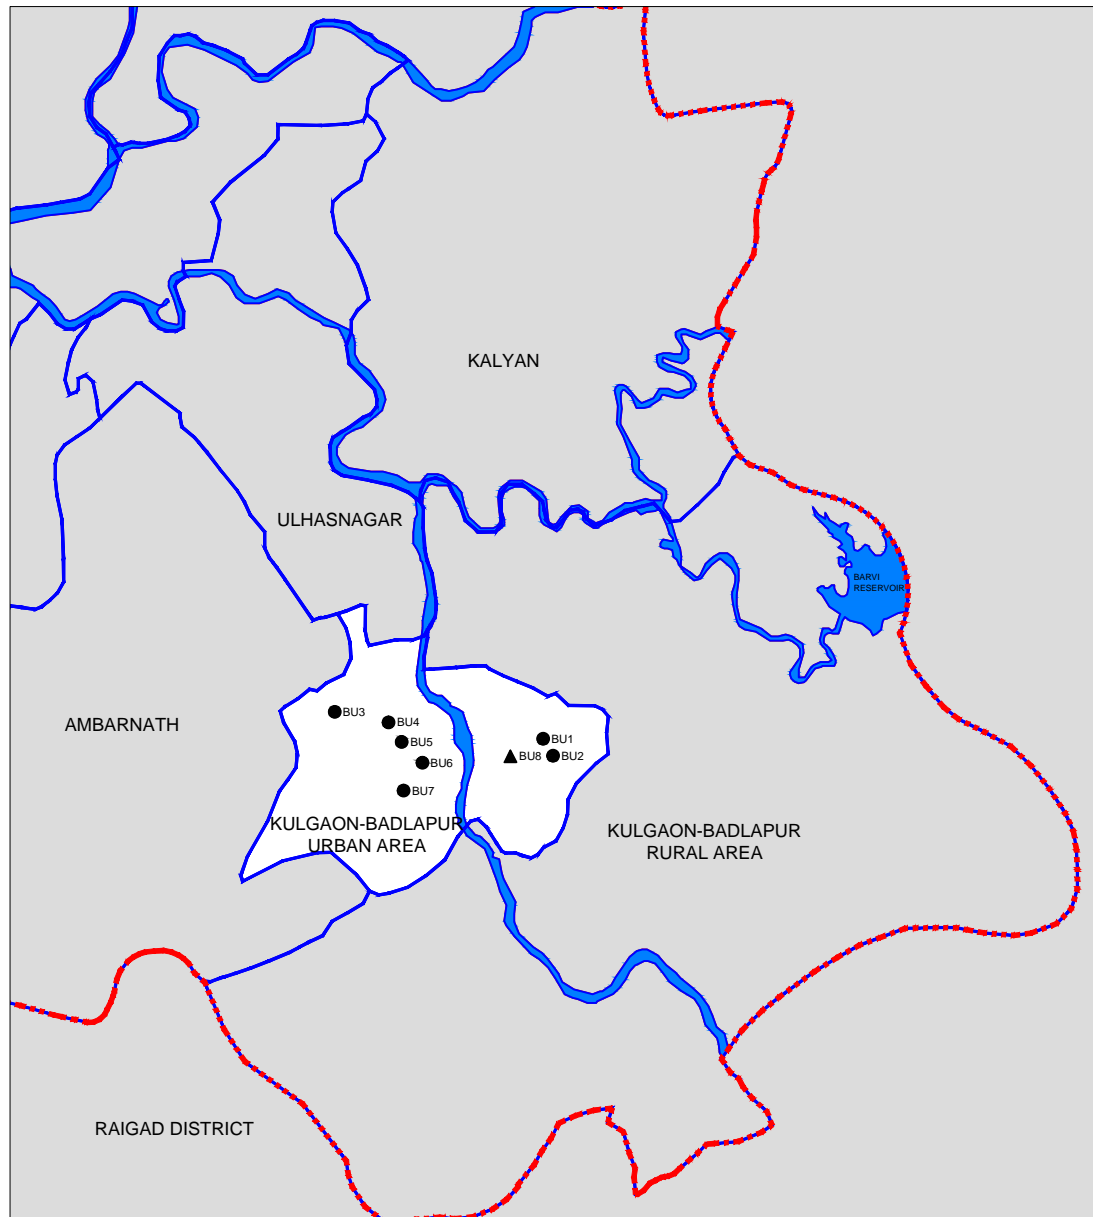 KALYAN
ULHASNAGAR
BARVI
RESERVOIR
BU3
BU4
AMBARNATH
BU5
BU1
BU8
BU2
BU6
BU7
KULGAON-BADLAPUR
URBAN AREA
KULGAON-BADLAPUR
RURAL AREA
RAIGAD DISTRICT